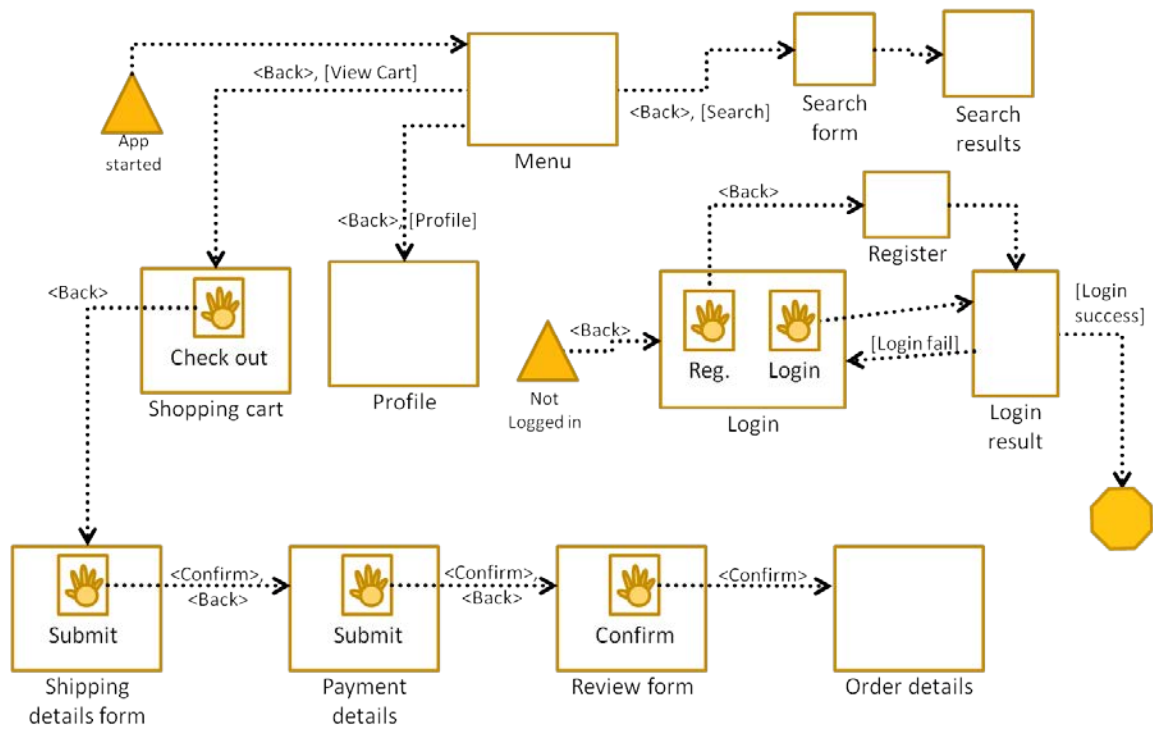 <Back>, [View Cart]
App
started
Menu
<Back>, [Search]
Search
form
Search
results
<Back>, [Profile]
<Back>
Register
<Back>
Check out
Shopping cart
Profile
<Back>
Not
Logged in
Reg.
Login
Login
[Login fail]
[Login
success]
Login
result
Submit
Shipping
details form
<Confirm>,
<Back>
Submit
Payment
details
<Confirm>,
<Back>
Confirm
Review form
<Confirm>
Order details